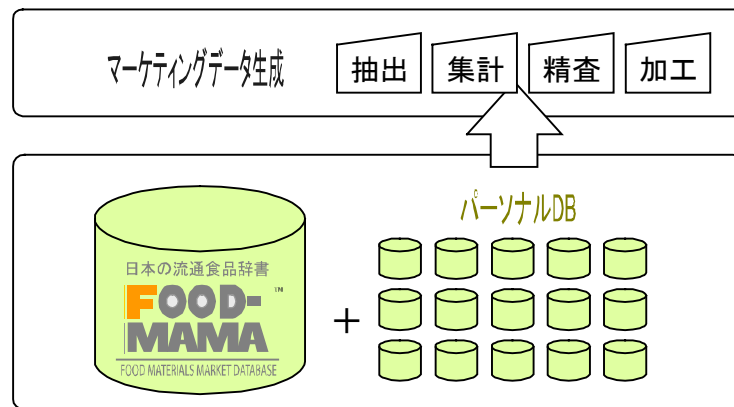 マーケティングデータ生成
抽出
集計
精査
加工
パーソナルDB
日本の流通食品辞書
FOOD-
MAMA
™
FOOD MATERIALS MARKET DATABASE
+